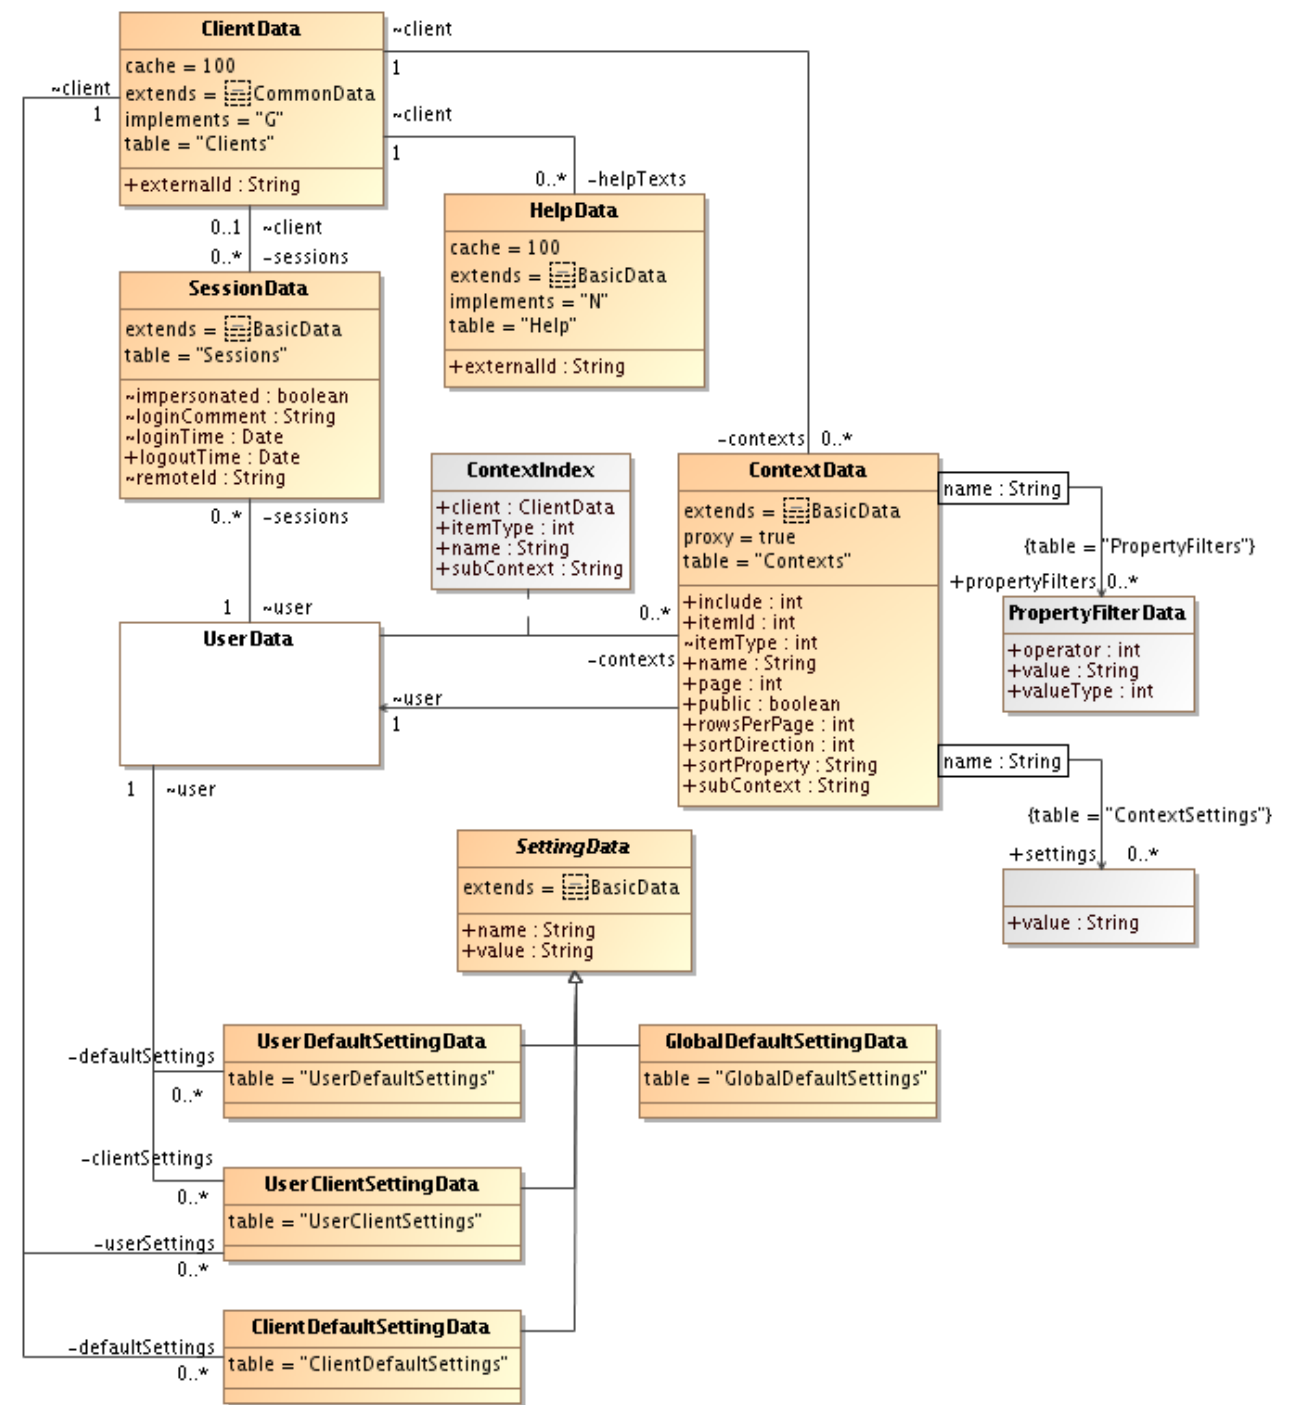 ClientData
cache = 100
extends = CommonData
implements = "G"
table = "Clients"
+externalId : String
~client
1
~client
1
~client
1
0..* -helpTexts
HelpData
cache = 100
extends = BasicData
implements = "N"
table = "Help"
+externalId : String
0..1 ~client
0..* -sessions
SessionData
extends = BasicData
table = "Sessions"
~impersonated : boolean
~loginComment : String
~loginTime : Date
+logoutTime : Date
~remoteId : String
0..* -sessions
1 ~user
UserData
ContextIndex
+client : ClientData
+itemType : int
+name : String
+subContext : String
-contexts 0..*
ContextData
extends = BasicData
proxy = true
table = "Contexts"
+include : int
+itemId : int
~itemType : int
+name : String
+page : int
+public : boolean
+rowsPerPage : int
+sortDirection : int
+sortProperty : String
+subContext : String
0..*
-contexts
~user
1
name : String
{table = "PropertyFilters"}
+propertyFilters 0..*
PropertyFilterData
+operator : int
+value : String
+valueType : int
name : String
{table = "ContextSettings"}
+settings 0..*
+value : String
1 ~user
SettingData
extends = BasicData
+name : String
+value : String
-defaultSettings
0..*
UserDefaultSettingData
table = "UserDefaultSettings"
GlobalDefaultSettingData
table = "GlobalDefaultSettings"
-clientSettings
0..*
UserClientSettingData
table = "UserClientSettings"
-userSettings
0..*
ClientDefaultSettingData
table = "ClientDefaultSettings"
-defaultSettings
0..*